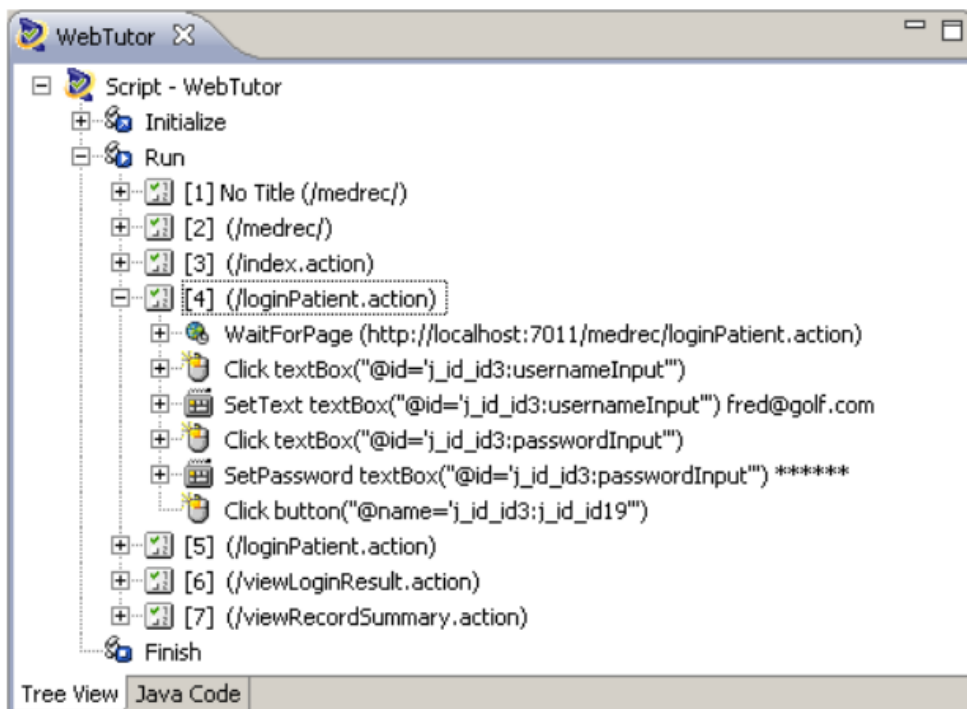 WebTutor
Script - WebTutor
Initialize
Run
[1] No Title (/medrec/)
[2] (/medrec/)
[3] (/index.action)
[4] (/loginPatient.action)
WaitForPage (http://localhost:7011/medrec/loginPatient.action)
Click textBox("@id='j_id_id3:usernameInput'")
SetText textBox("@id='j_id_id3:usernameInput'") fred@golf.com
Click textBox("@id='j_id_id3:passwordInput'")
SetPassword textBox("@id='j_id_id3:passwordInput'") ******
Click button("@name='j_id_id3:j_id_id19'")
[5] (/loginPatient.action)
[6] (/viewLoginResult.action)
[7] (/viewRecordSummary.action)
Finish
Tree View Java Code